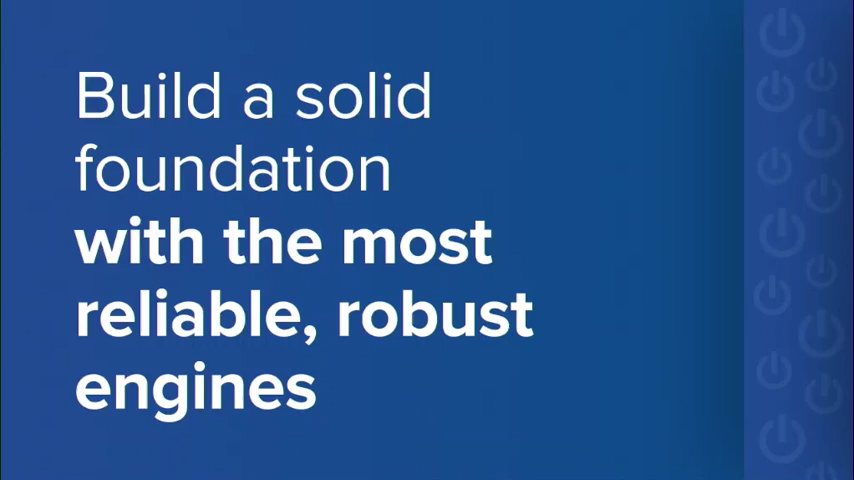 Build a solid
foundation
with the most
reliable, robust
engines